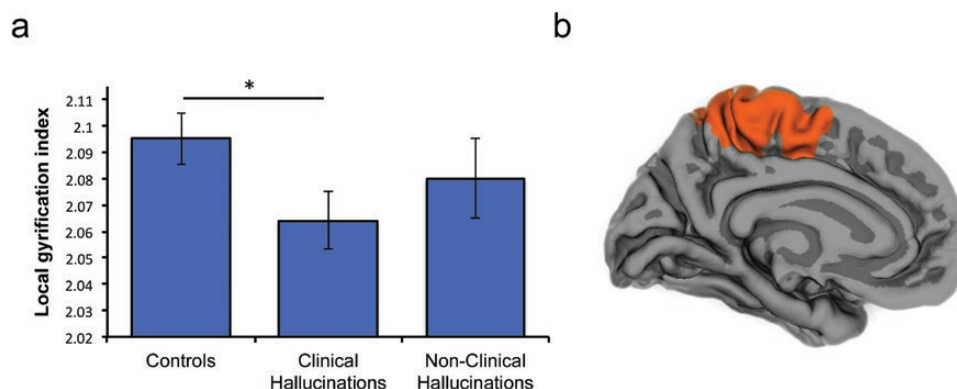 a
b
*
Local gyrification index
2.11
2.1
2.09
2.08
2.07
2.06
2.05
2.04
2.03
2.02
Controls
Clinical
Hallucinations
Non-Clinical
Hallucinations